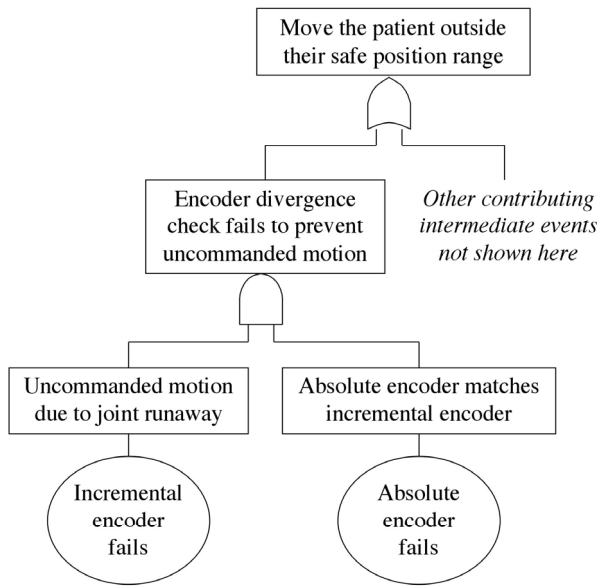 Move the patient outside
their safe position range
Encoder divergence
check fails to prevent
uncommanded motion
Other contributing
intermediate events
not shown here
Uncommanded motion
due to joint runaway
Absolute encoder matches
incremental encoder
Incremental
encoder
fails
Absolute
encoder
fails